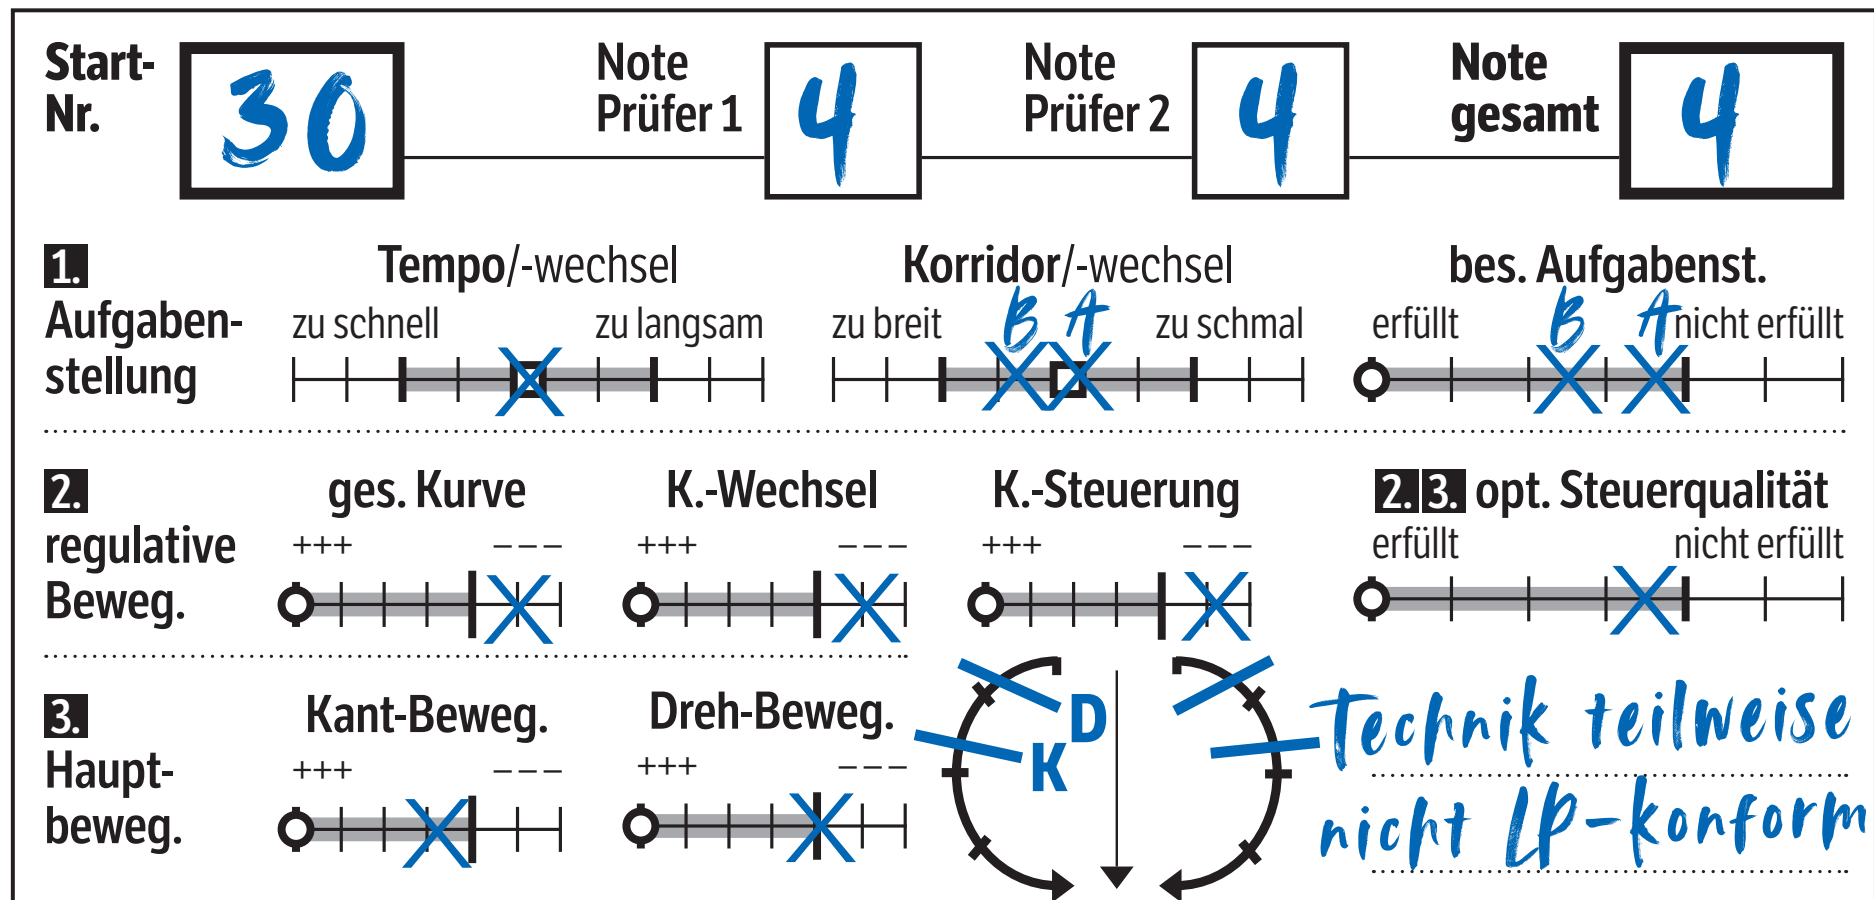 Start- Note Note Note
Nr. 30 Prüfer 1 4 Prüfer 2 4 gesamt 4
1. Tempo/-wechsel Korridor/-wechsel bes. Aufgabenst.
Aufgaben- zu schnell zu langsam zu breit B A zu schmal erfüllt B A nicht erfüllt
stellung
2. ges. Kurve K.-Wechsel K.-Steuerung 2. 3. opt. Steuerqualität
regulative +++ – – – +++ – – – +++ – – – erfüllt nicht erfüllt
Beweg.
3. Kant-Beweg. Dreh-Beweg. D Technik teilweise
Haupt- +++ – – – +++ – – – K
beweg. nicht LP-konform